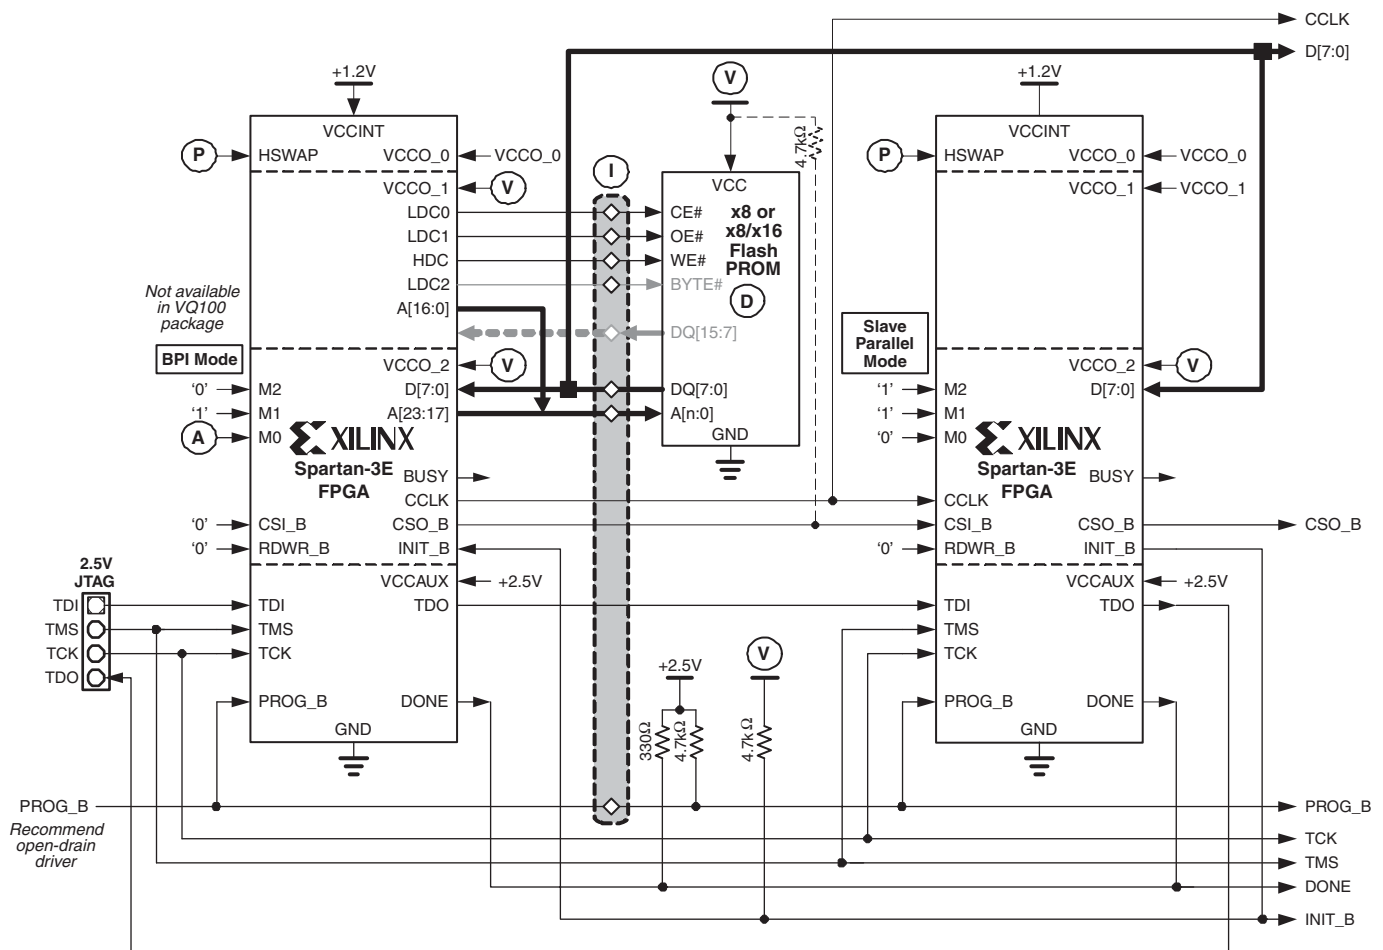 CCLK
D[7:0]
+1.2V
V
+1.2V
4.7kΩ
VCCINT
VCCINT
P
HSWAP
VCCO_0
VCCO_0
I
P
HSWAP
VCCO_0
VCCO_0
VCCO_1
V
VCC
VCCO_1
VCCO_1
LDC0
CE#
x8 or
x8/x16
Flash
PROM
LDC1
OE#
HDC
WE#
LDC2
BYTE#
D
Not available
in VQ100
package
A[16:0]
DQ[15:7]
Slave
Parallel
Mode
BPI Mode
VCCO_2
V
VCCO_2
V
'0'
M2
D[7:0]
DQ[7:0]
'1'
M2
D[7:0]
'1'
M1
A[23:17]
A[n:0]
'1'
M1
A
M0
GND
'0'
M0
XILINX
Spartan-3E
FPGA
XILINX
Spartan-3E
FPGA
BUSY
BUSY
CCLK
CCLK
'0'
CSI_B
CSO_B
CSI_B
CSO_B
CSO_B
'0'
RDWR_B
INIT_B
'0'
RDWR_B
INIT_B
2.5V
JTAG
VCCAUX
+2.5V
VCCAUX
+2.5V
TDI
TDI
TDO
TDI
TDO
TMS
TMS
TMS
TCK
TCK
V
TCK
TDO
+2.5V
PROG_B
DONE
330Ω
4.7kΩ
4.7kΩ
PROG_B
DONE
GND
GND
PROG_B
PROG_B
Recommend
open-drain
driver
TCK
TMS
DONE
INIT_B